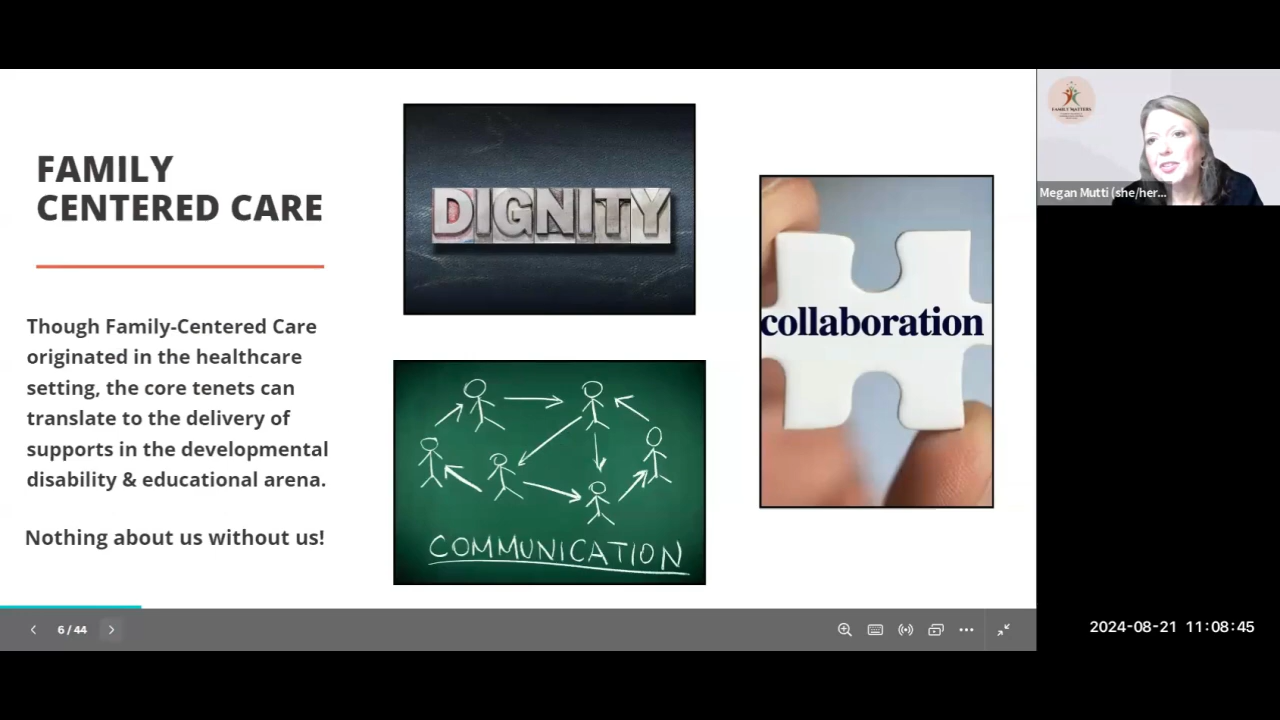 FAMILY
CENTERED CARE
Though Family-Centered Care
originated in the healthcare
setting, the core tenets can
translate to the delivery of
supports in the developmental
disability & educational arena.
Nothing about us without us!
DIGNITY
COMMUNICATION
collaboration
FAMILY MATTERS
Megan Mutti (she/her...
6 / 44
2024-08-21 11:08:45